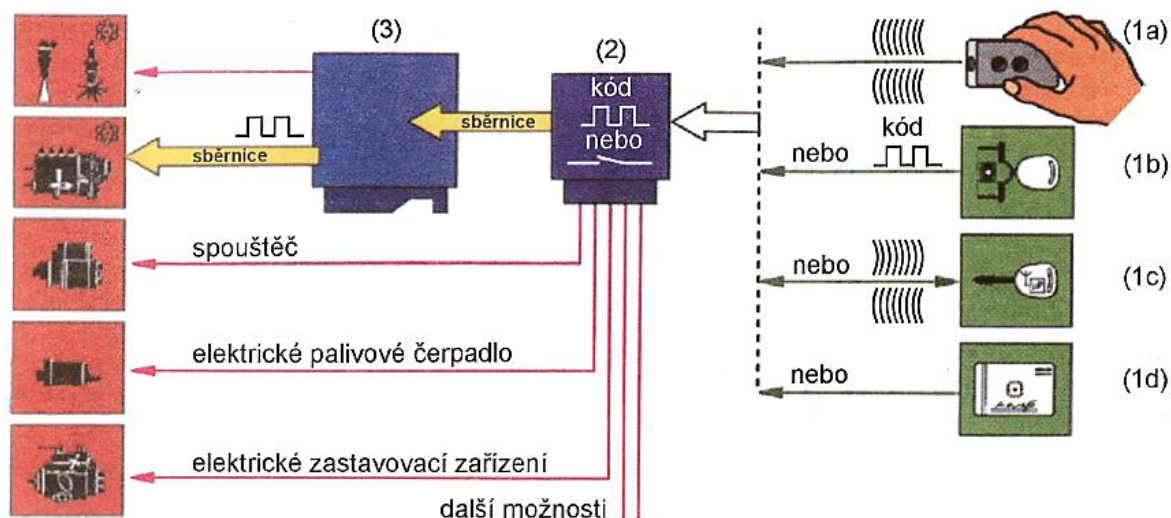 (3)
(2)
(1a)
kód
nebo
sběrnice
sběrnice
kód
nebo
(1b)
spouštěč
nebo
(1c)
elektrické palivové čerpadlo
nebo
(1d)
elektrické zastavovací zařízení
další možnosti